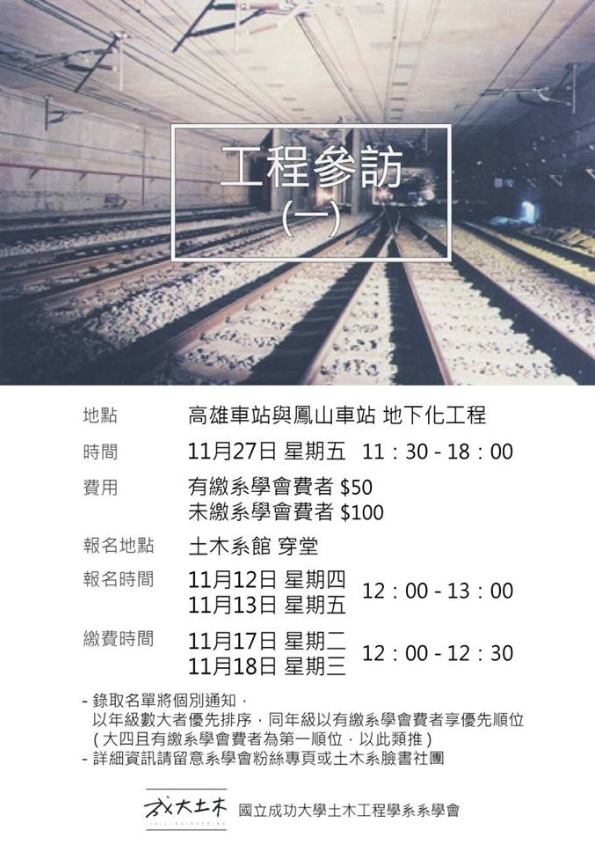 工程參訪
(一)
地點 高雄車站與鳳山車站 地下化工程
時間 11月27日 星期五 11：30 - 18：00
費用 有繳系學會費者 $50
未繳系學會費者 $100
報名地點 土木系館 穿堂
報名時間 11月12日 星期四
11月13日 星期五
12：00 - 13：00
繳費時間 11月17日 星期二
11月18日 星期三
12：00 - 12：30
- 錄取名單將個別通知，
以年級數大者優先排序，同年級以有繳系學會費者享優先順位
( 大四且有繳系學會費者為第一順位，以此類推 )
- 詳細資訊請留意系學會粉絲專頁或土木系臉書社團
成大土木
國立成功大學土木工程學系系學會